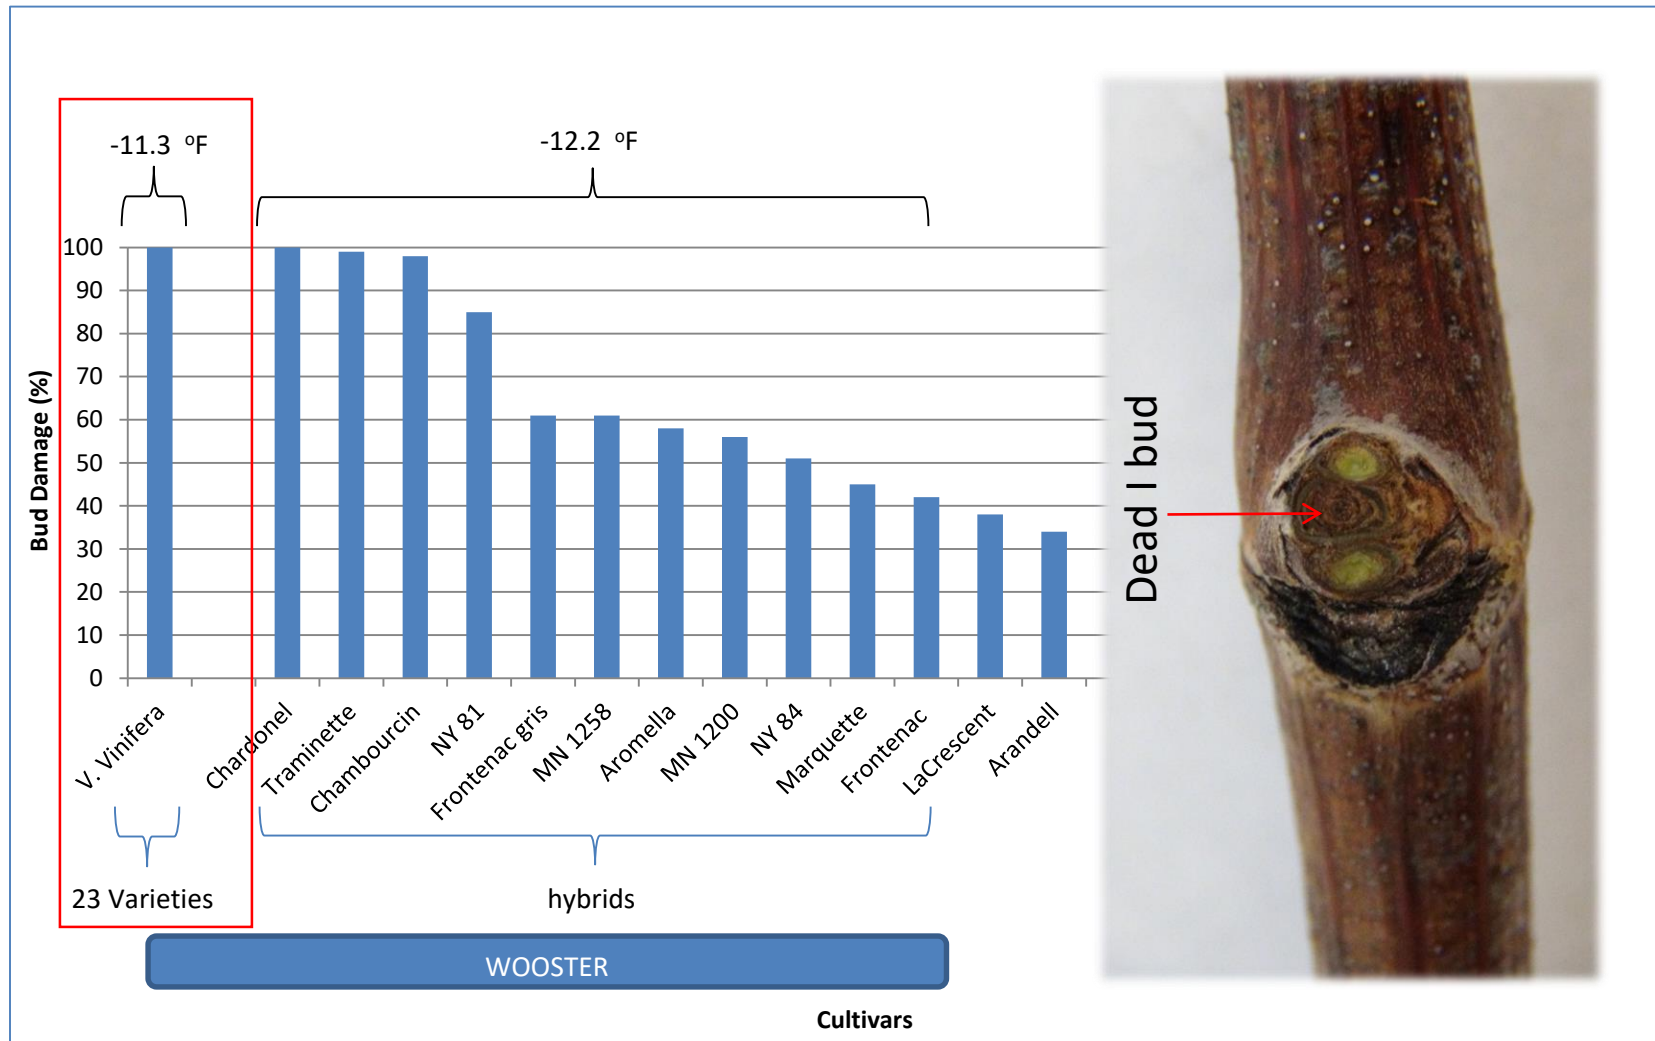 -11.3 ºF
-12.2 ºF
Bud Damage (%)
100
90
80
70
60
50
40
30
20
10
0
V. Vinifera
Chardonel
Traminette
Chambourcin
NY 81
Frontenac gris
MN 1258
Aromella
MN 1200
NY 84
Marquette
Frontenac
LaCrescent
Arandell
23 Varieties
hybrids
WOOSTER
Cultivars
Dead I bud